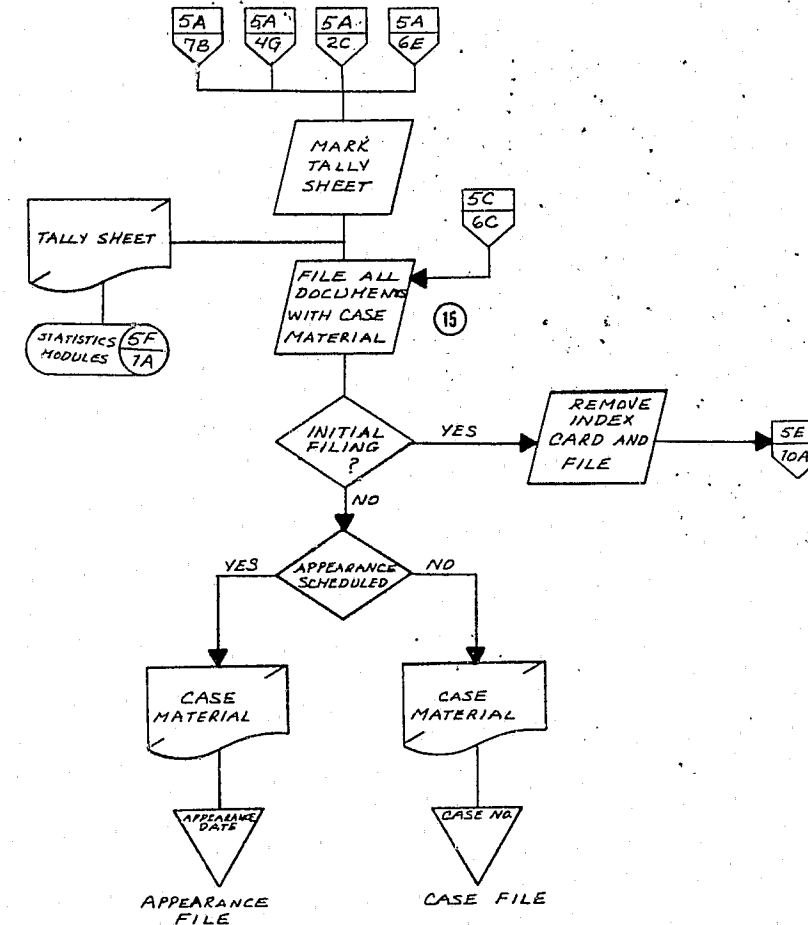 5A 5A 5A 5A
7B 4G 2C 6E
MARK
TALLY
SHEET
5C
6C
TALLY SHEET
FILE ALL
DOCUMENTS
WITH CASE
MATERIAL
15
STATISTICS
MODULES
5F
1A
INITIAL
FILING
?
YES
REMOVE
INDEX
CARD AND
FILE
5E
10A
NO
APPEARANCE
SCHEDULED
YES
NO
CASE
MATERIAL
CASE
MATERIAL
APPEARANCE
DATE
CASE NO.
APPEARANCE
FILE
CASE FILE